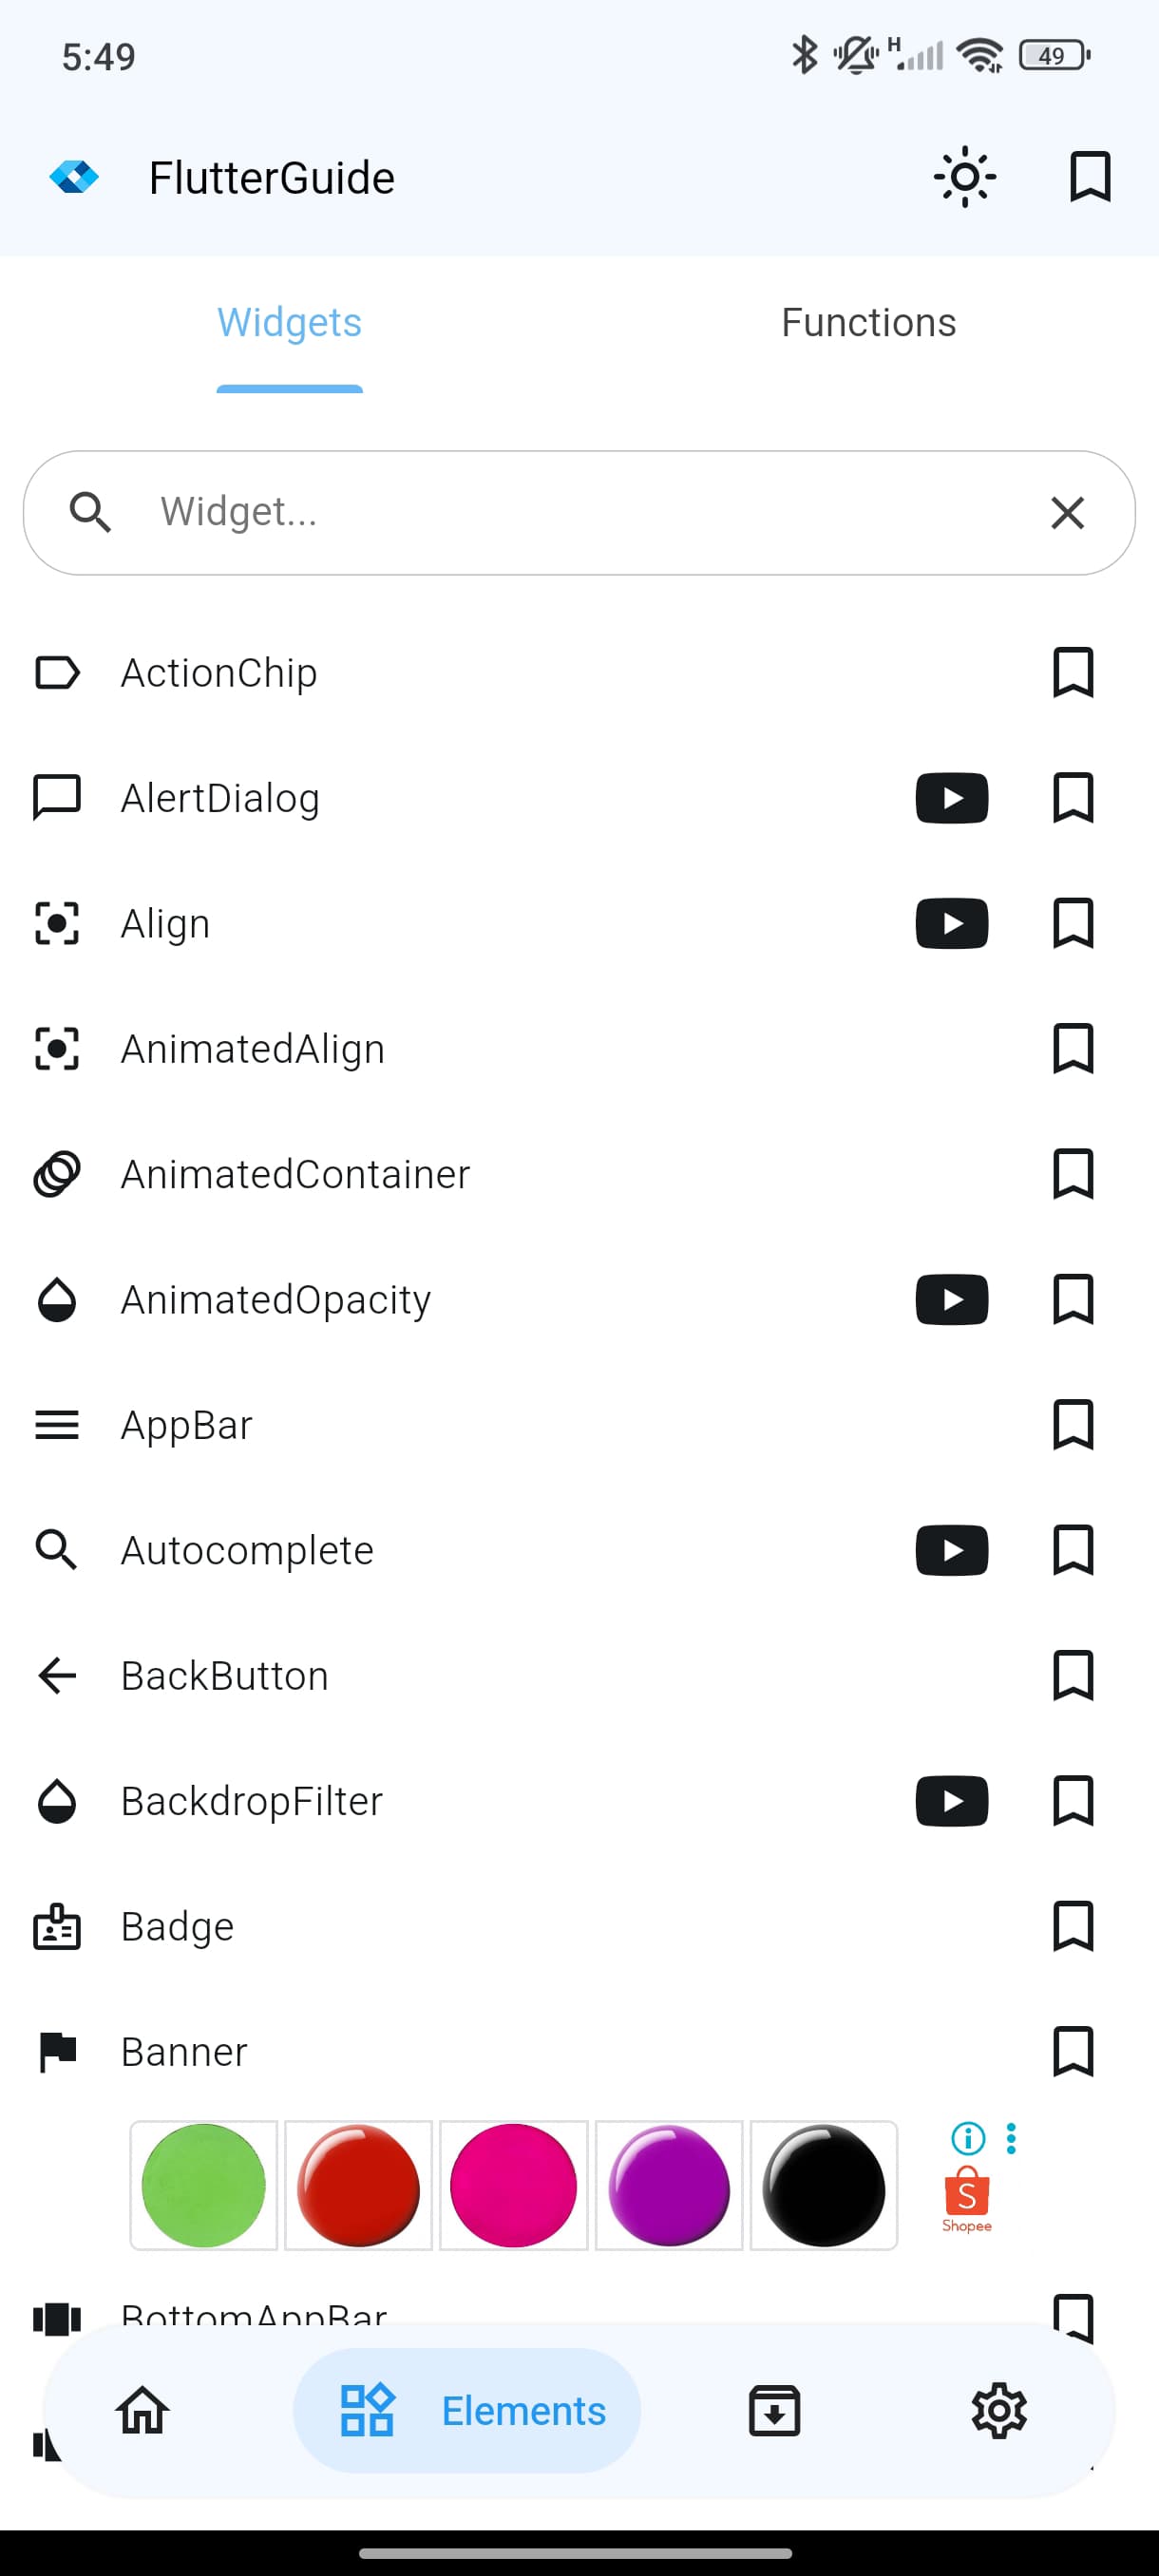 5:49
H
49
FlutterGuide
Widgets
Functions
Widget...
ActionChip
AlertDialog
Align
AnimatedAlign
AnimatedContainer
AnimatedOpacity
AppBar
Autocomplete
BackButton
BackdropFilter
Badge
Banner
S
Shopee
BottomAppBar
Elements